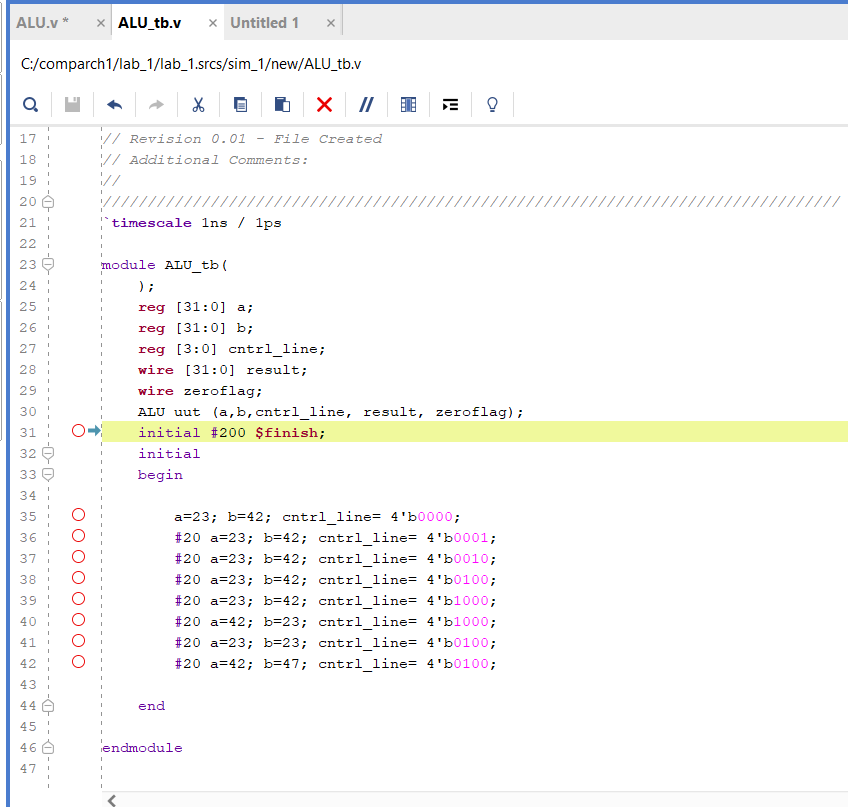 ALU.v * × ALU_tb.v × Untitled 1 ×
C:/comparch1/lab_1/lab_1.srcs/sim_1/new/ALU_tb.v
17 // Revision 0.01 - File Created
18 // Additional Comments:
19 //
20 //////////////////////////////////////////////////////////////////////////////////
21 `timescale 1ns / 1ps
22
23 module ALU_tb(
24 );
25 reg [31:0] a;
26 reg [31:0] b;
27 reg [3:0] cntrl_line;
28 wire [31:0] result;
29 wire zeroflag;
30 ALU uut (a,b,cntrl_line, result, zeroflag);
31 initial #200 $finish;
32 initial
33 begin
34
35 a=23; b=42; cntrl_line= 4'b0000;
36 #20 a=23; b=42; cntrl_line= 4'b0001;
37 #20 a=23; b=42; cntrl_line= 4'b0010;
38 #20 a=23; b=42; cntrl_line= 4'b0100;
39 #20 a=23; b=42; cntrl_line= 4'b1000;
40 #20 a=42; b=23; cntrl_line= 4'b1000;
41 #20 a=23; b=23; cntrl_line= 4'b0100;
42 #20 a=42; b=47; cntrl_line= 4'b0100;
43
44 end
45
46 endmodule
47